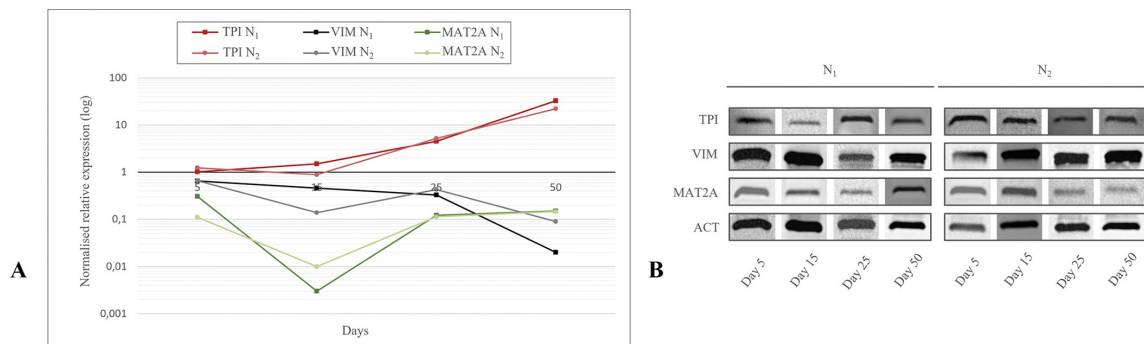 TPI N₁ VIM N₁ MAT2A N₁
TPI N₂ VIM N₂ MAT2A N₂
Normalised relative expression (log)
100
10
1
0,1
0,01
0,001
5 15 25 50
Days
A
N₁ N₂
TPI
VIM
MAT2A
ACT
Day 5 Day 15 Day 25 Day 50 Day 5 Day 15 Day 25 Day 50
B